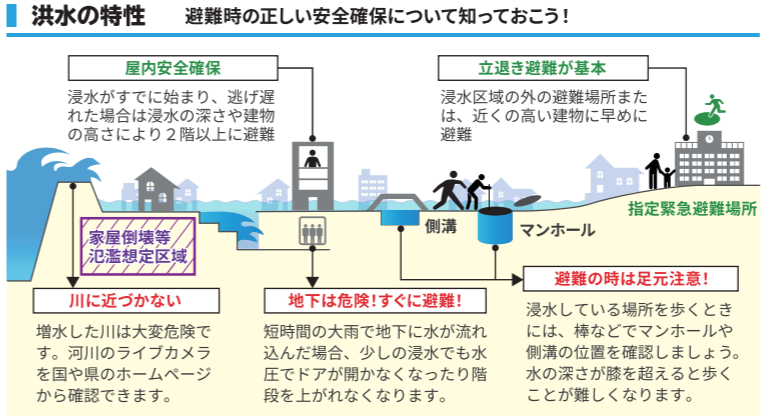 洪水の特性
避難時の正しい安全確保について知っておこう！
屋内安全確保
浸水がすでに始まり、逃げ遅
れた場合は浸水の深さや建物
の高さにより２階以上に避難
立退き避難が基本
浸水区域の外の避難場所また
は、近くの高い建物に早めに
避難
指定緊急避難場所
側溝
マンホール
家屋倒壊等
氾濫想定区域
川に近づかない
増水した川は大変危険で
す。河川のライブカメラ
を国や県のホームページ
から確認できます。
地下は危険！すぐに避難！
短時間の大雨で地下に水が流れ
込んだ場合、少しの浸水でも水
圧でドアが開かなくなったり階
段を上がれなくなります。
避難の時は足元注意！
浸水している場所を歩くとき
には、棒などでマンホールや
側溝の位置を確認しましょう。
水の深さが膝を超えると歩く
ことが難しくなります。